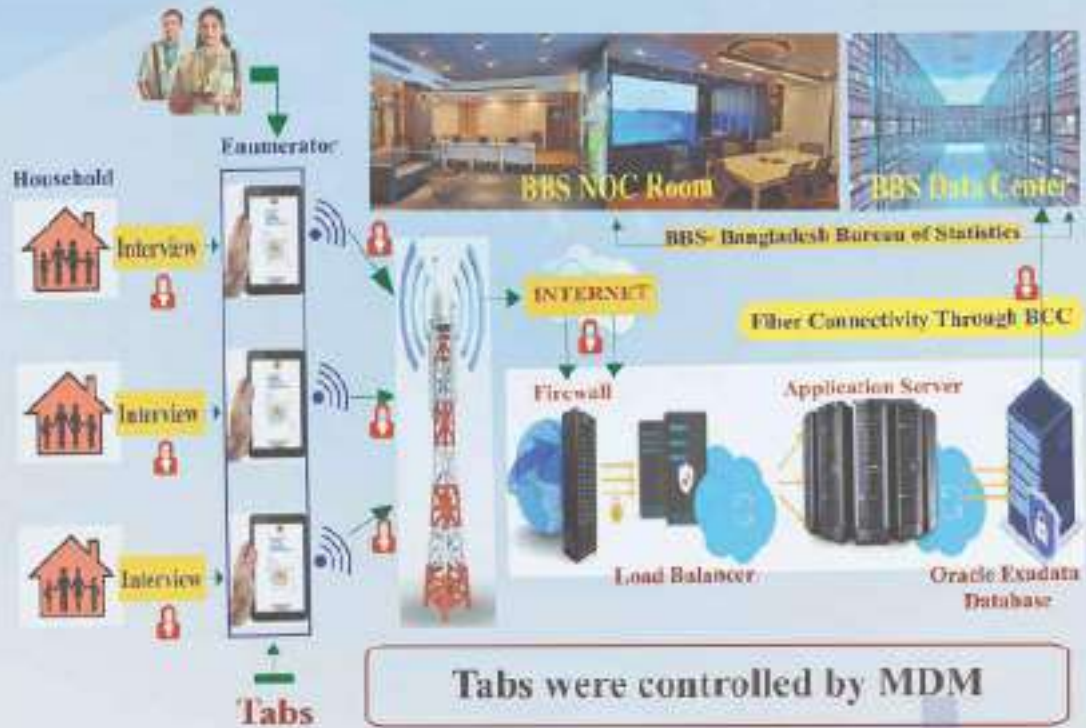 Enumerator
Household
BBS NOC Room
BBS Data Center
BBS- Bangladesh Bureau of Statistics
Interview
INTERNET
Fiber Connectivity Through BCC
Firewall
Application Server
Interview
Load Balancer
Oracle Exadata
Database
Interview
Tabs
Tabs were controlled by MDM